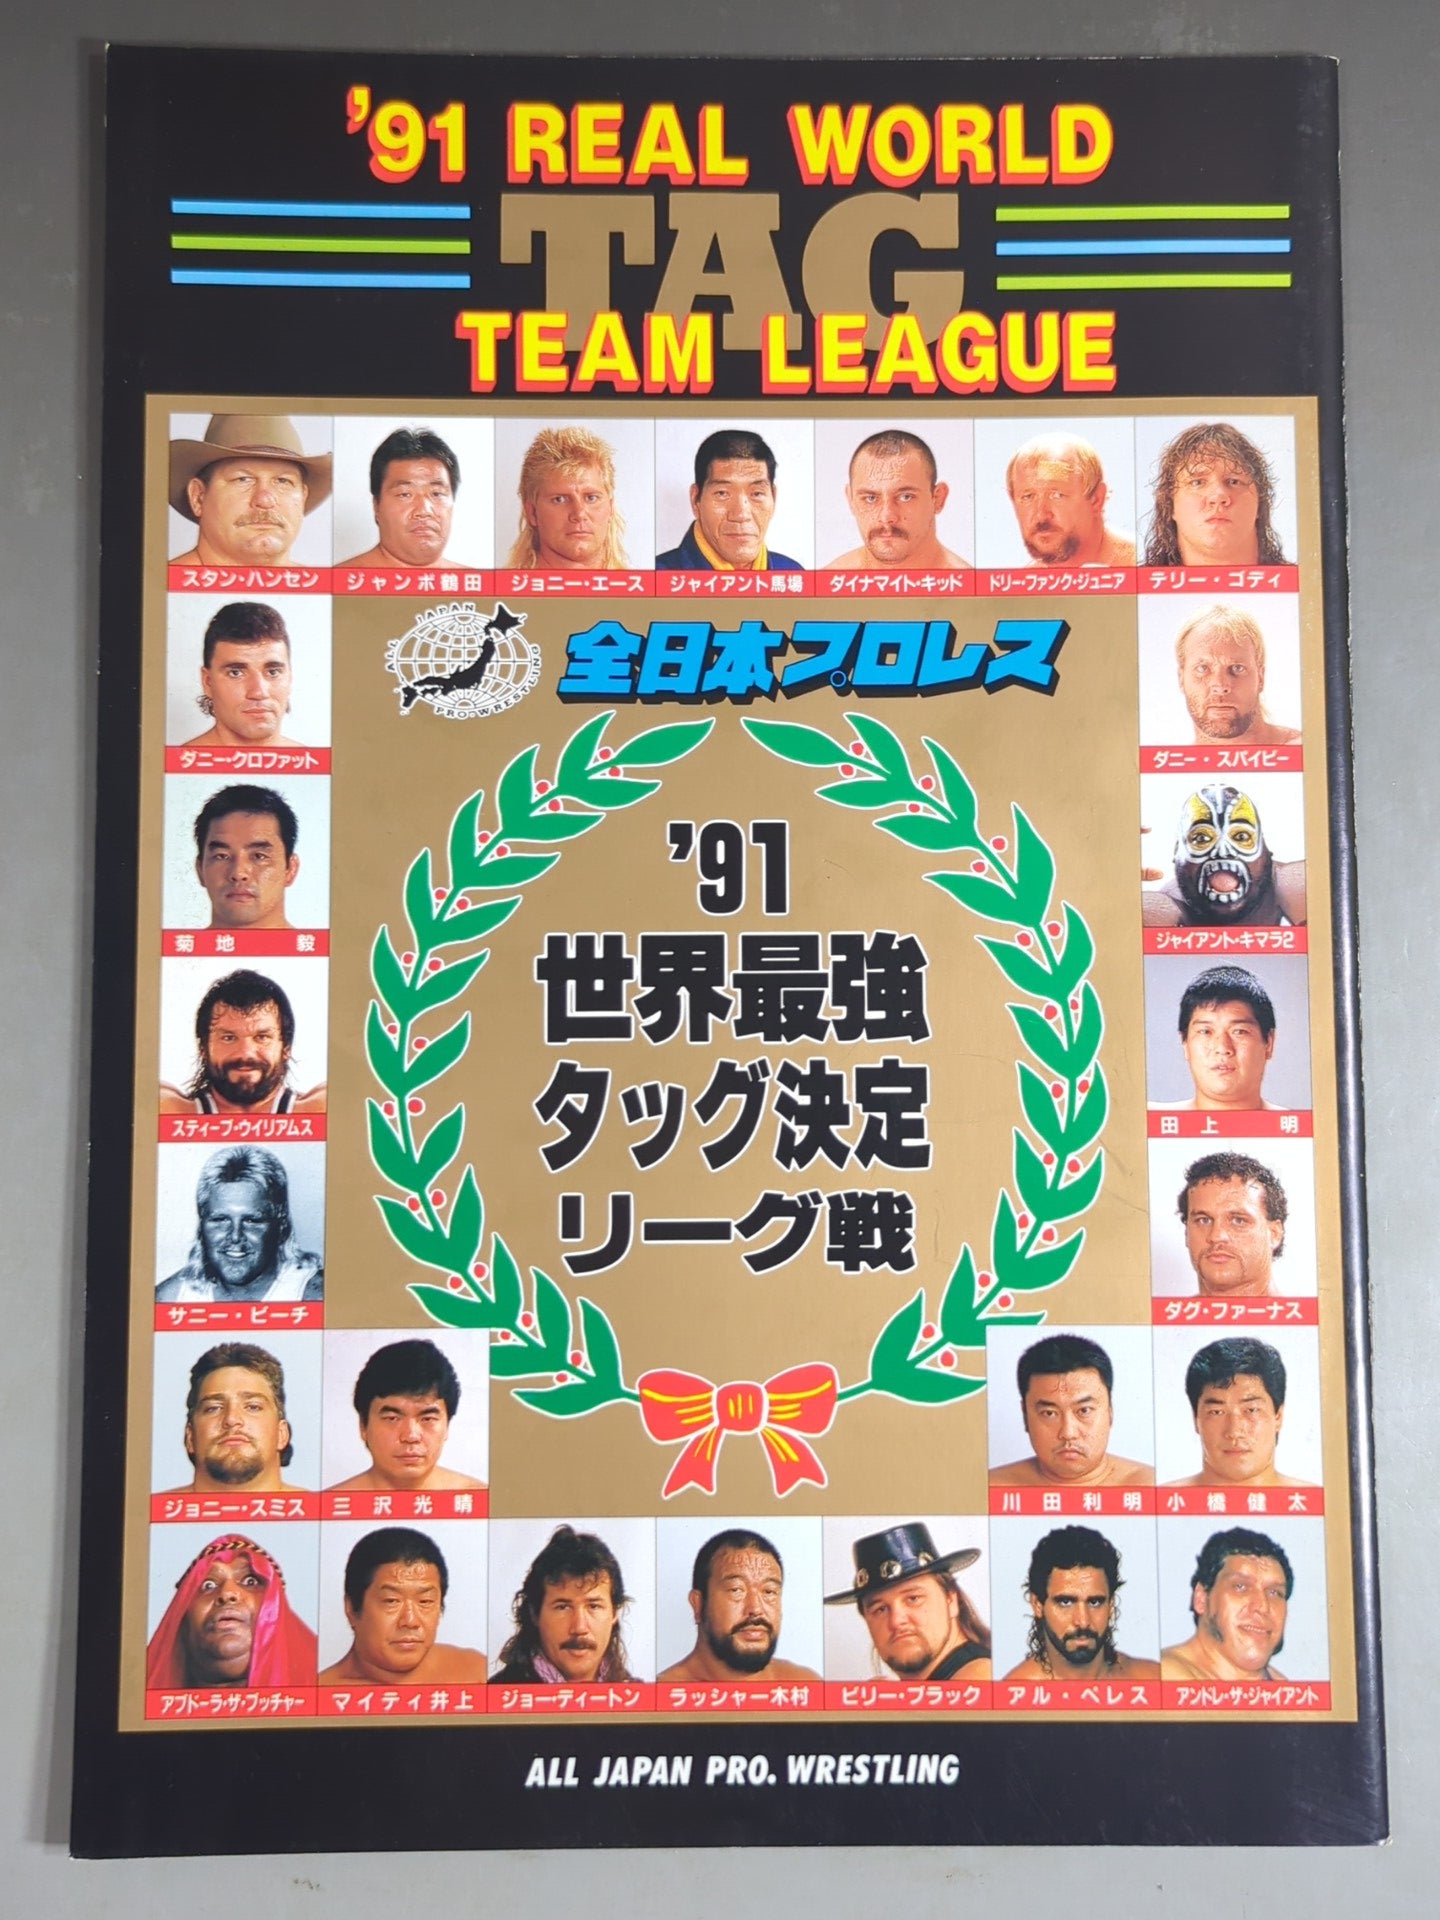 '91 REAL WORLD
TAG
TEAM LEAGUE
スタン・ハンセン
ジャンボ鶴田
ジョニー・エース
ジャイアント馬場
ダイナマイト・キッド
ドリー・ファンク・ジュニア
テリー・ゴディ
ALL JAPAN PRO-WRESTLING
全日本プロレス
ダニー・クロファット
ダニー・スパイビー
'91
世界最強
タッグ決定
リーグ戦
菊地 毅
ジャイアント・キマラ2
スティーブ・ウイリアムス
田上 明
サニー・ビーチ
ダグ・ファーナス
ジョニー・スミス
三沢光晴
川田利明
小橋健太
アブドーラ・ザ・ブッチャー
マイティ井上
ジョー・ディートン
ラッシャー木村
ビリー・ブラック
アル・ペレス
アンドレ・ザ・ジャイアント
ALL JAPAN PRO. WRESTLING